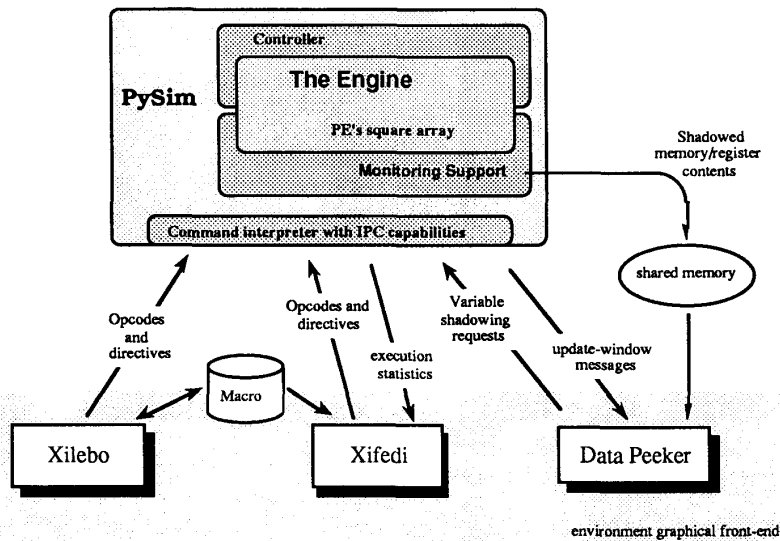 Controller
The Engine
PySim
PE's square array
Monitoring Support
Shadowed
memory/register
contents
Command interpreter with IPC capabilities
shared memory
Opcodes
and
directives
Opcodes and
directives
execution
statistics
Variable
shadowing
requests
update-window
messages
Macro
Xilebo
Xifedi
Data Peeker
environment graphical front-end